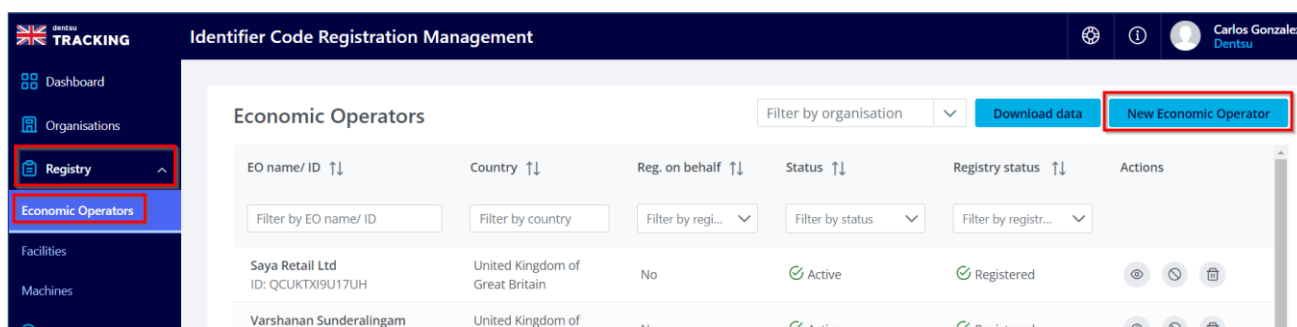 dentsu
TRACKING
Identifier Code Registration Management
Carlos Gonzalez
Dentsu
Dashboard
Organisations
Registry
Economic Operators
Facilities
Machines
Economic Operators
Filter by organisation
Download data
New Economic Operator
EO name/ ID
Country
Reg. on behalf
Status
Registry status
Actions
Filter by EO name/ ID
Filter by country
Filter by regi...
Filter by status
Filter by registr...
Saya Retail Ltd
ID: QCUKTXI9U17UH
United Kingdom of
Great Britain
No
Active
Registered
Varshanan Sunderalingam
United Kingdom of